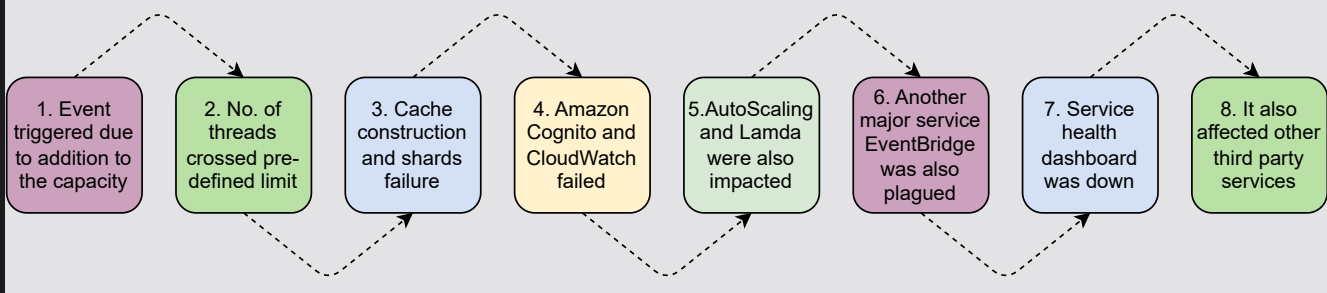 1. Event
triggered due
to addition to
the capacity
2. No. of
threads
crossed pre-
defined limit
3. Cache
construction
and shards
failure
4. Amazon
Cognito and
CloudWatch
failed
5.AutoScaling
and Lamda
were also
impacted
6. Another
major service
EventBridge
was also
plagued
7. Service
health
dashboard
was down
8. It also
affected other
third party
services